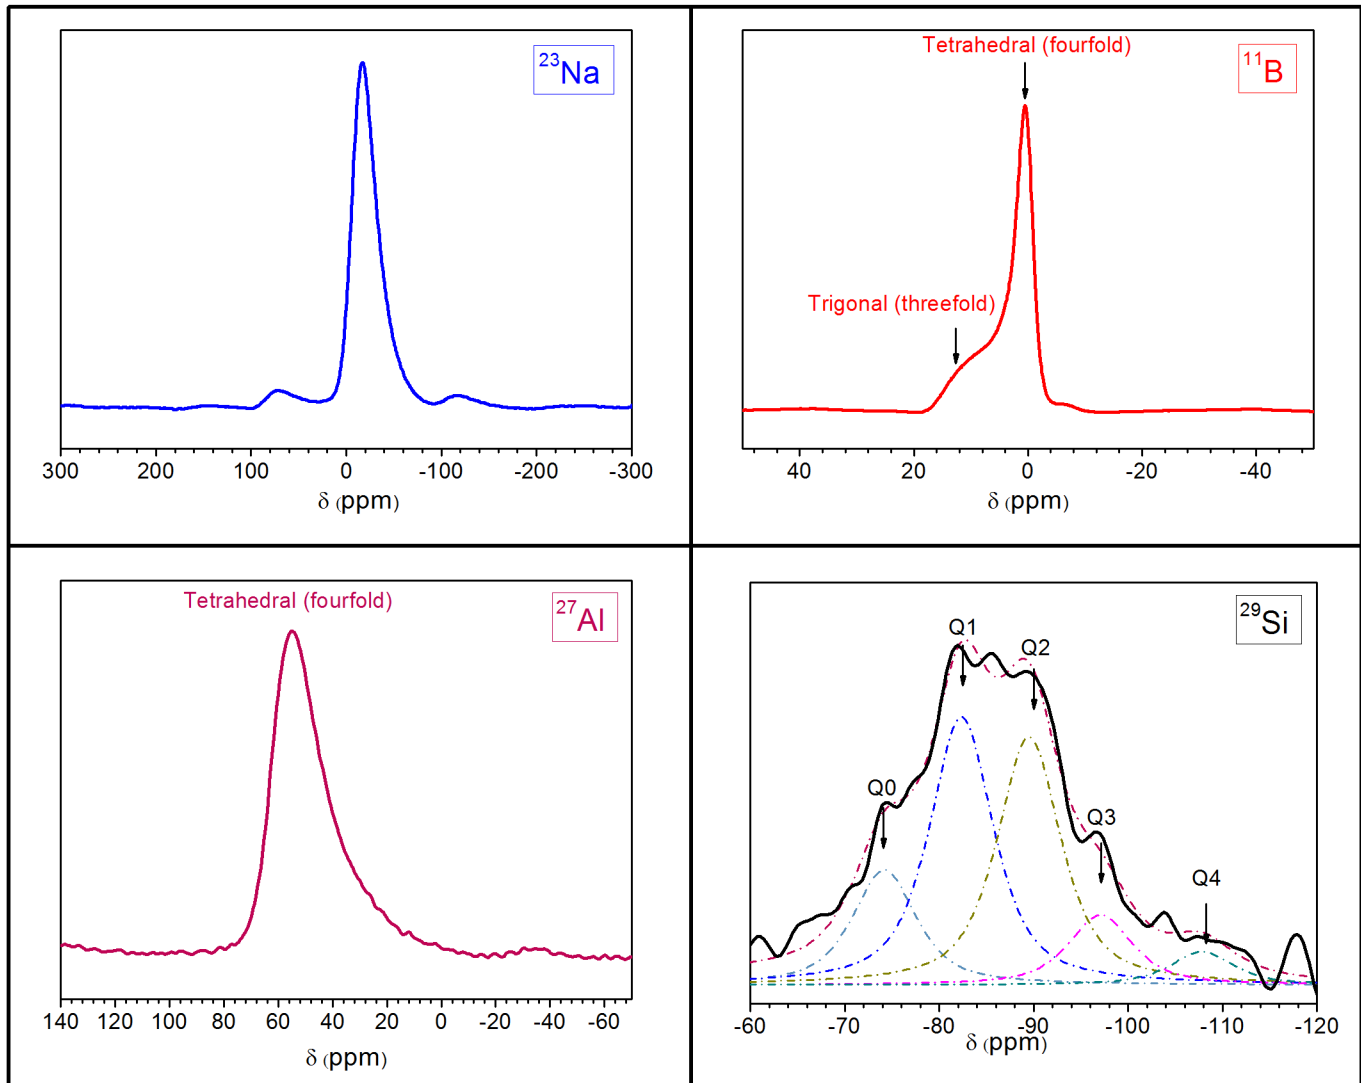 ²³Na
300 200 100 0 -100 -200 -300
δ (ppm)
Tetrahedral (fourfold)
¹¹B
Trigonal (threefold)
40 20 0 -20 -40
δ (ppm)
Tetrahedral (fourfold)
²⁷Al
140 120 100 80 60 40 20 0 -20 -40 -60
δ (ppm)
²⁹Si
Q1
Q2
Q0
Q3
Q4
-60 -70 -80 -90 -100 -110 -120
δ (ppm)